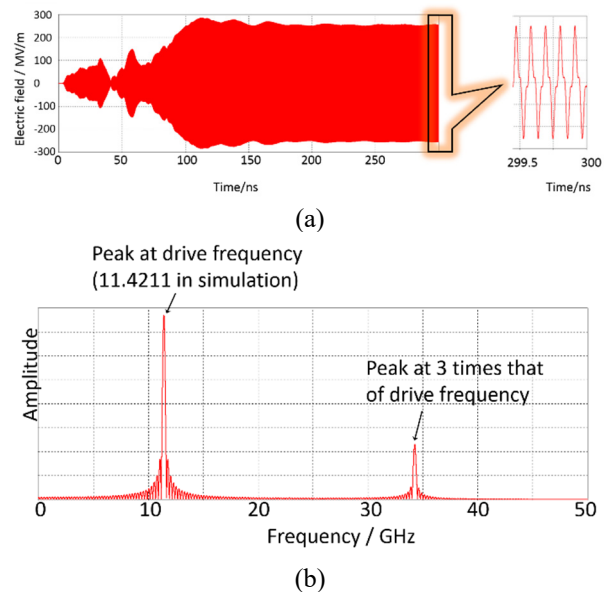 Electric field / MV/m
300
200
100
0
100
-200
-300
0
50
100
150
200
250
Time/ns
299.5
300
Time/ns
(a)
Peak at drive frequency
(11.4211 in simulation)
Peak at 3 times that
of drive frequency
Amplitude
0
10
20
30
40
50
Frequency / GHz
(b)